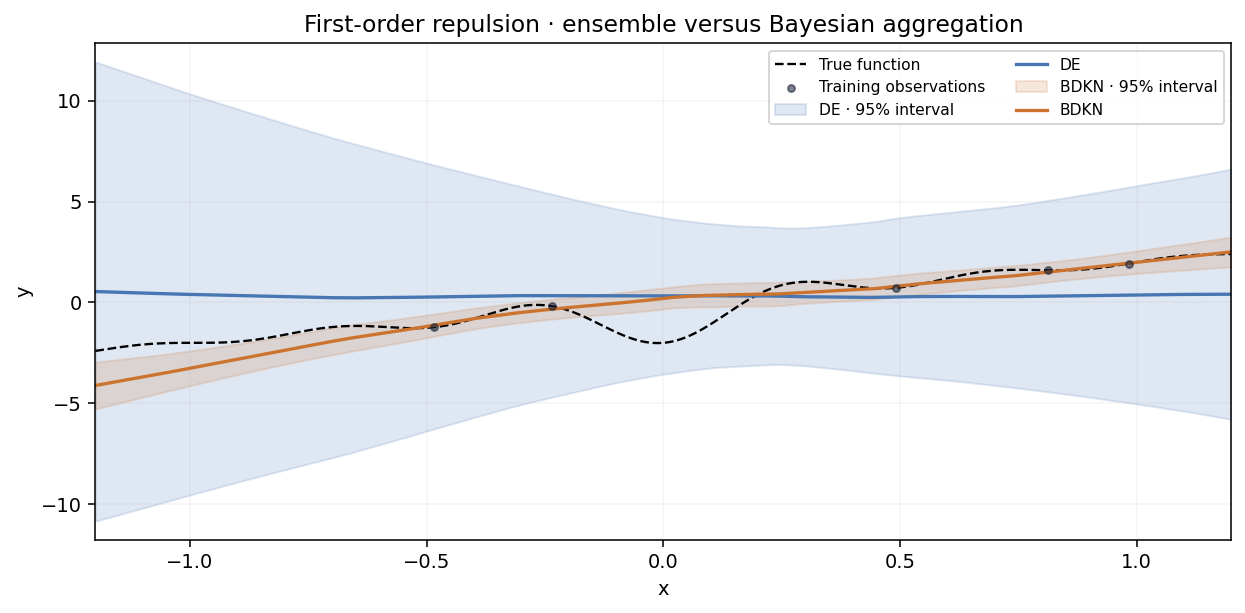 First-order repulsion · ensemble versus Bayesian aggregation
True function
Training observations
DE · 95% interval
DE
BDKN · 95% interval
BDKN
10
5
0
−5
−10
y
−1.0
−0.5
0.0
0.5
1.0
x